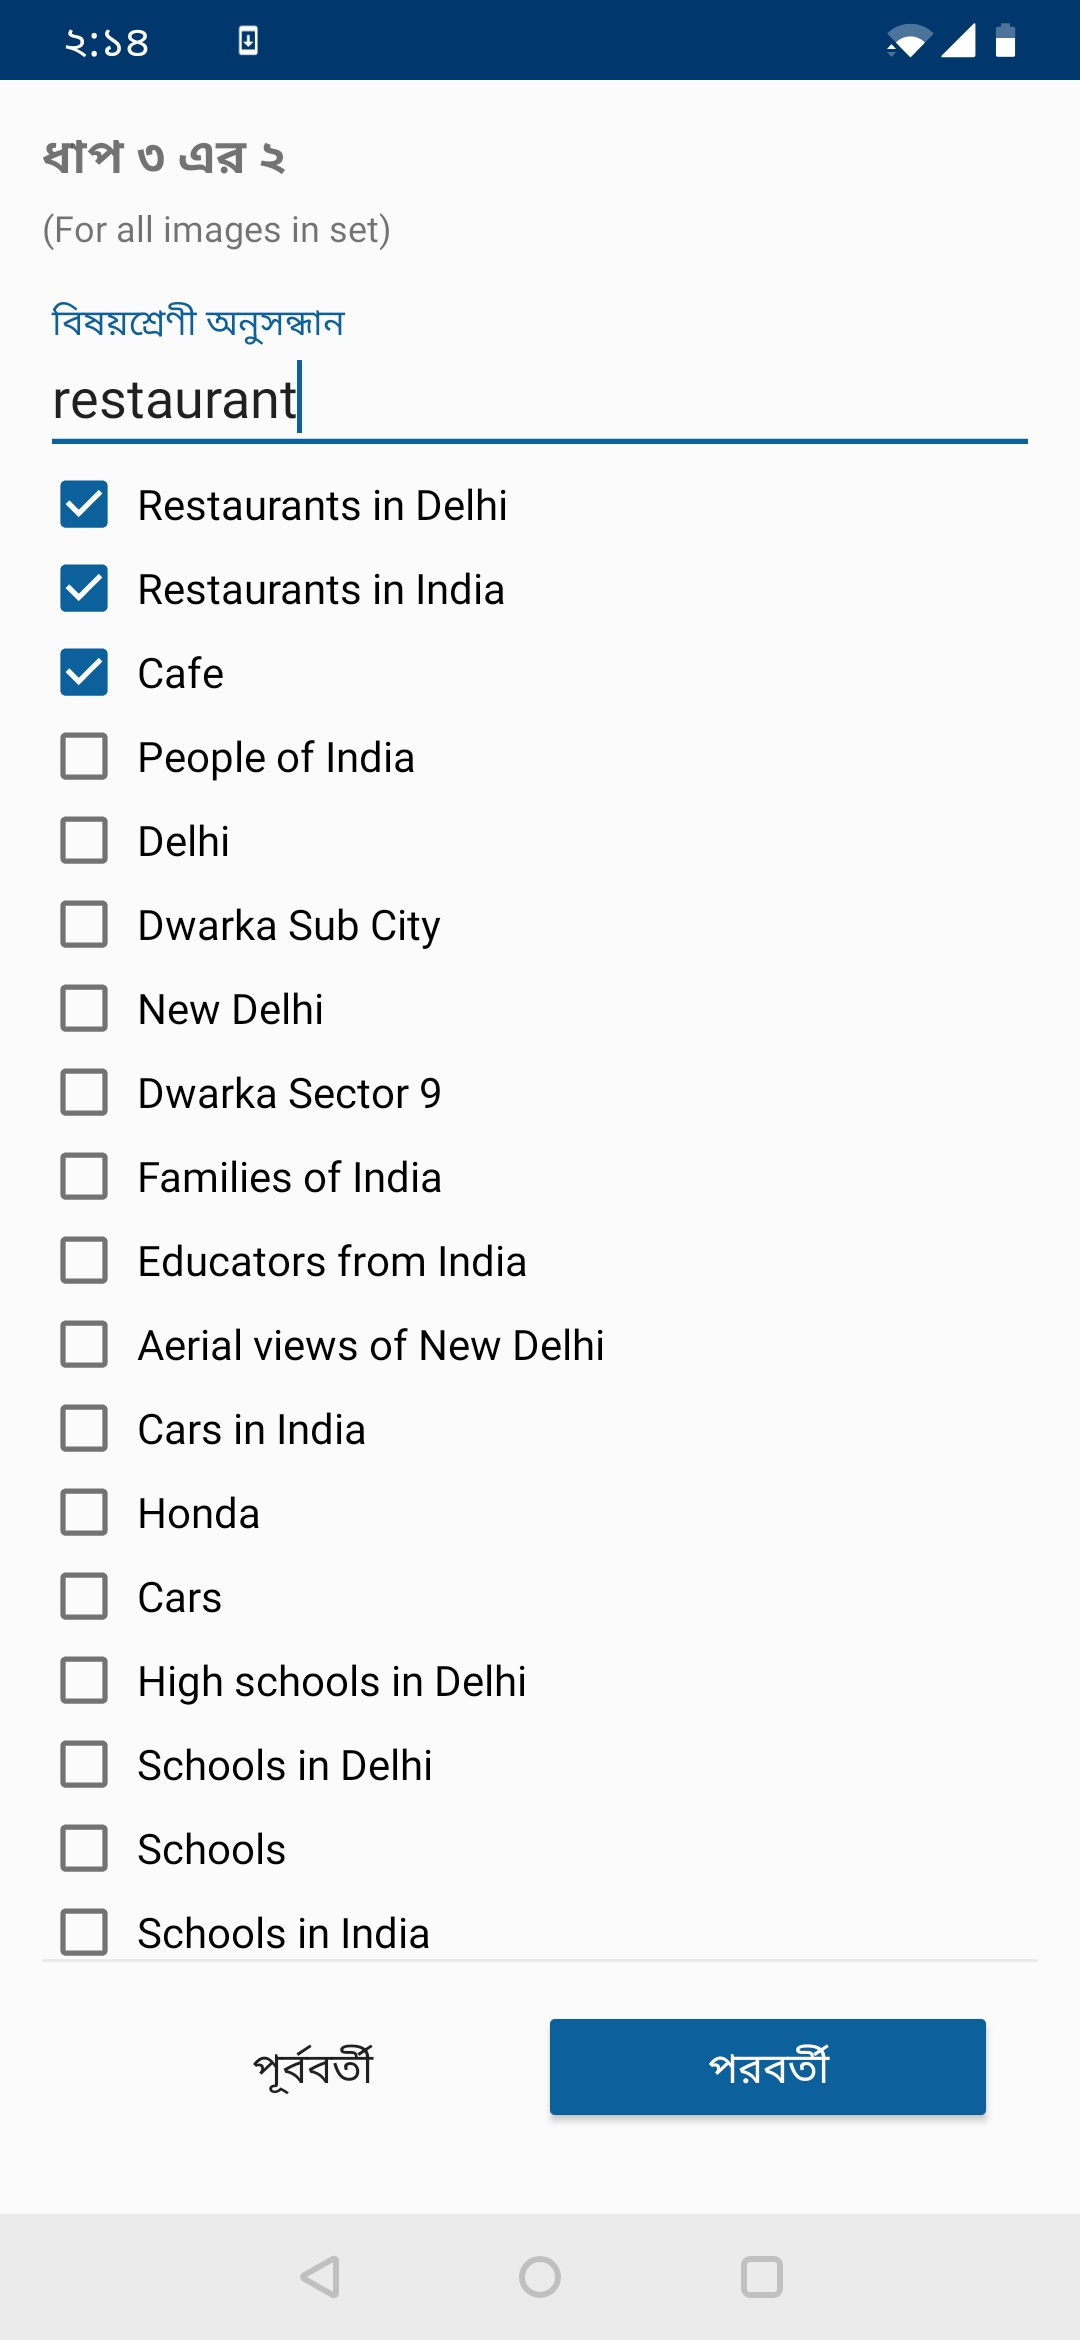 ২:১৪
ধাপ ৩ এর ২
(For all images in set)
বিষয়শ্রেণী অনুসন্ধান
restaurant
Restaurants in Delhi
Restaurants in India
Cafe
People of India
Delhi
Dwarka Sub City
New Delhi
Dwarka Sector 9
Families of India
Educators from India
Aerial views of New Delhi
Cars in India
Honda
Cars
High schools in Delhi
Schools in Delhi
Schools
Schools in India
পূর্ববর্তী
পরবর্তী